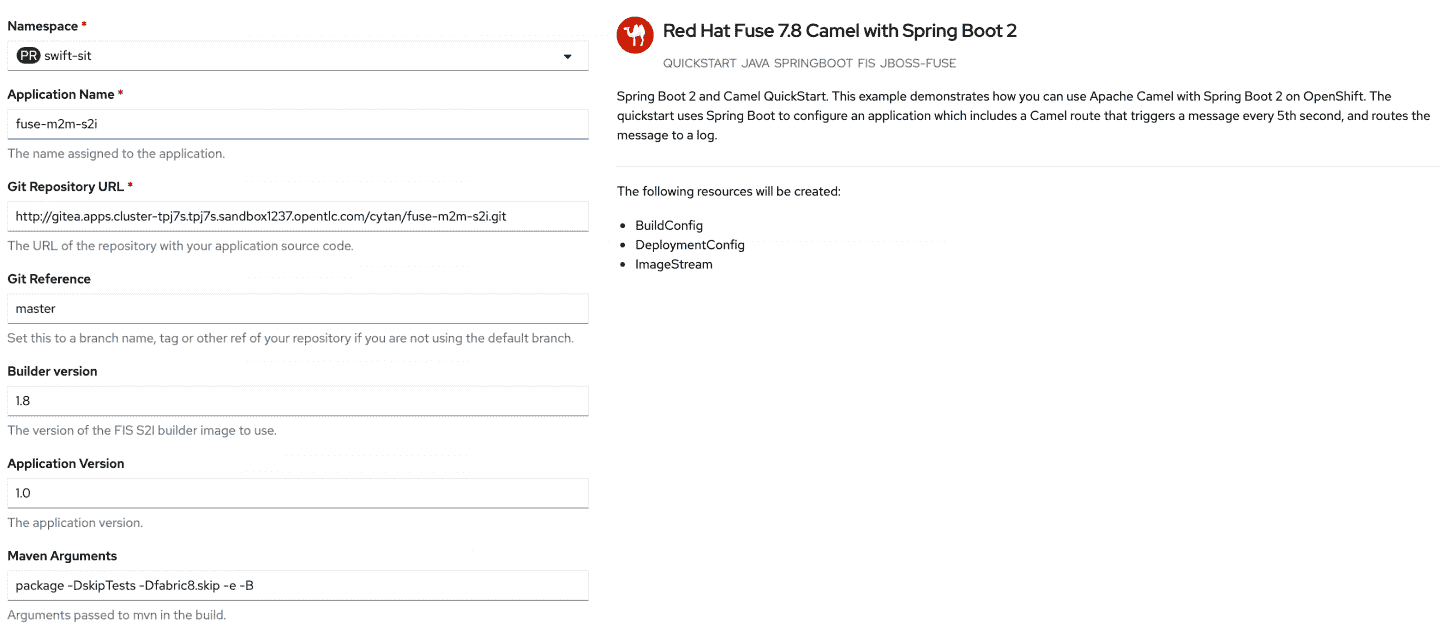 Namespace *
PR swift-sit
Application Name *
fuse-m2m-s2i
The name assigned to the application.
Git Repository URL *
http://gitea.apps.cluster-tpj7s.tpj7s.sandbox1237.opentlc.com/cytan/fuse-m2m-s2i.git
The URL of the repository with your application source code.
Git Reference
master
Set this to a branch name, tag or other ref of your repository if you are not using the default branch.
Builder version
1.8
The version of the FIS S2I builder image to use.
Application Version
1.0
The application version.
Maven Arguments
package -DskipTests -Dfabric8.skip -e -B
Arguments passed to mvn in the build.
Red Hat Fuse 7.8 Camel with Spring Boot 2
QUICKSTART JAVA SPRINGBOOT FIS JBOSS-FUSE
Spring Boot 2 and Camel QuickStart. This example demonstrates how you can use Apache Camel with Spring Boot 2 on OpenShift. The
quickstart uses Spring Boot to configure an application which includes a Camel route that triggers a message every 5th second, and routes the
message to a log.
The following resources will be created:
• BuildConfig
• DeploymentConfig
• ImageStream